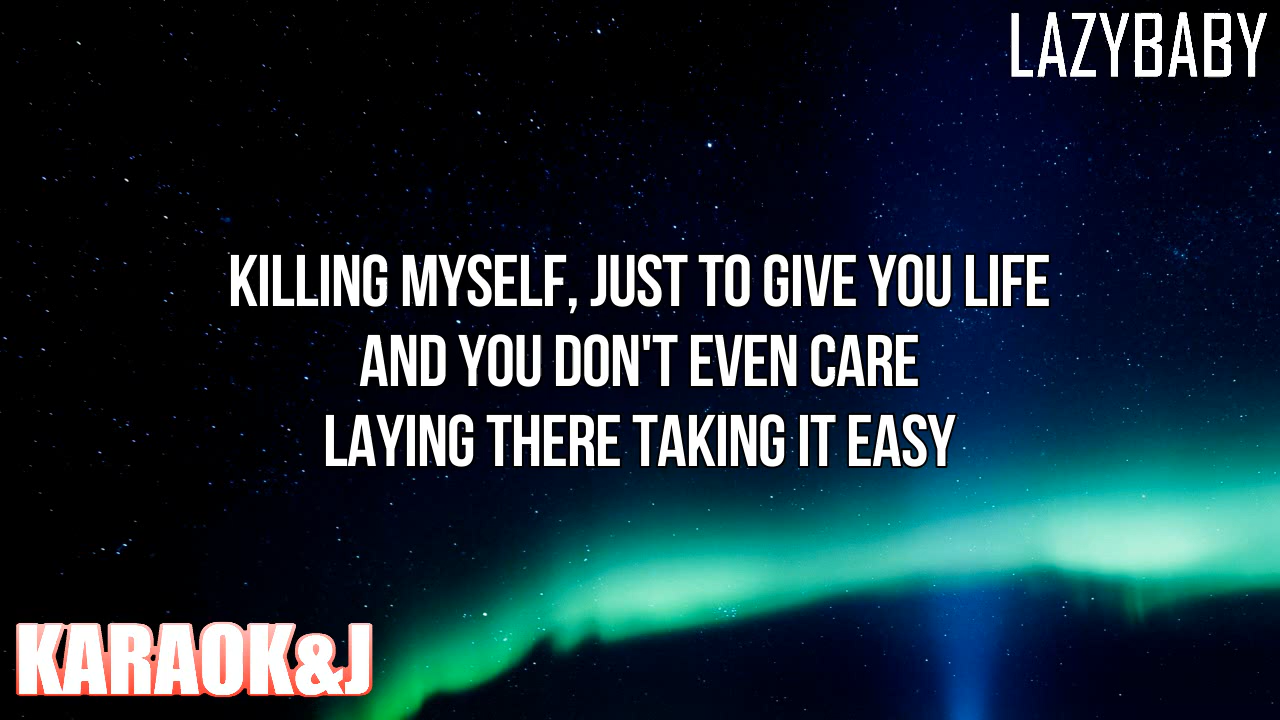 LAZYBABY
KILLING MYSELF, JUST TO GIVE YOU LIFE
AND YOU DON'T EVEN CARE
LAYING THERE TAKING IT EASY
KARAOK&J